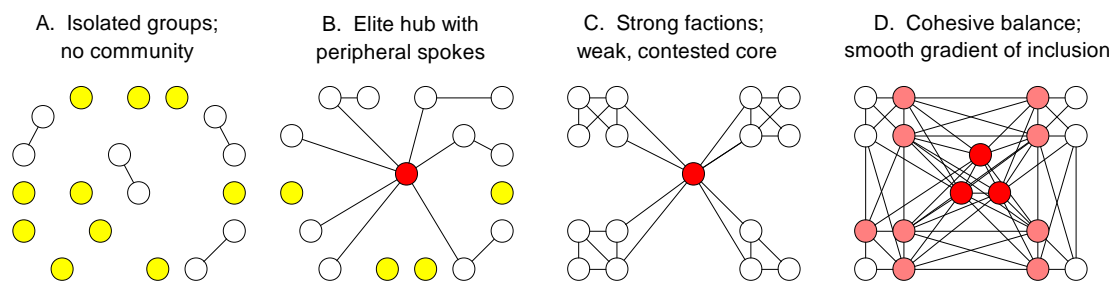 A. Isolated groups;
no community
B. Elite hub with
peripheral spokes
C. Strong factions;
weak, contested core
D. Cohesive balance;
smooth gradient of inclusion